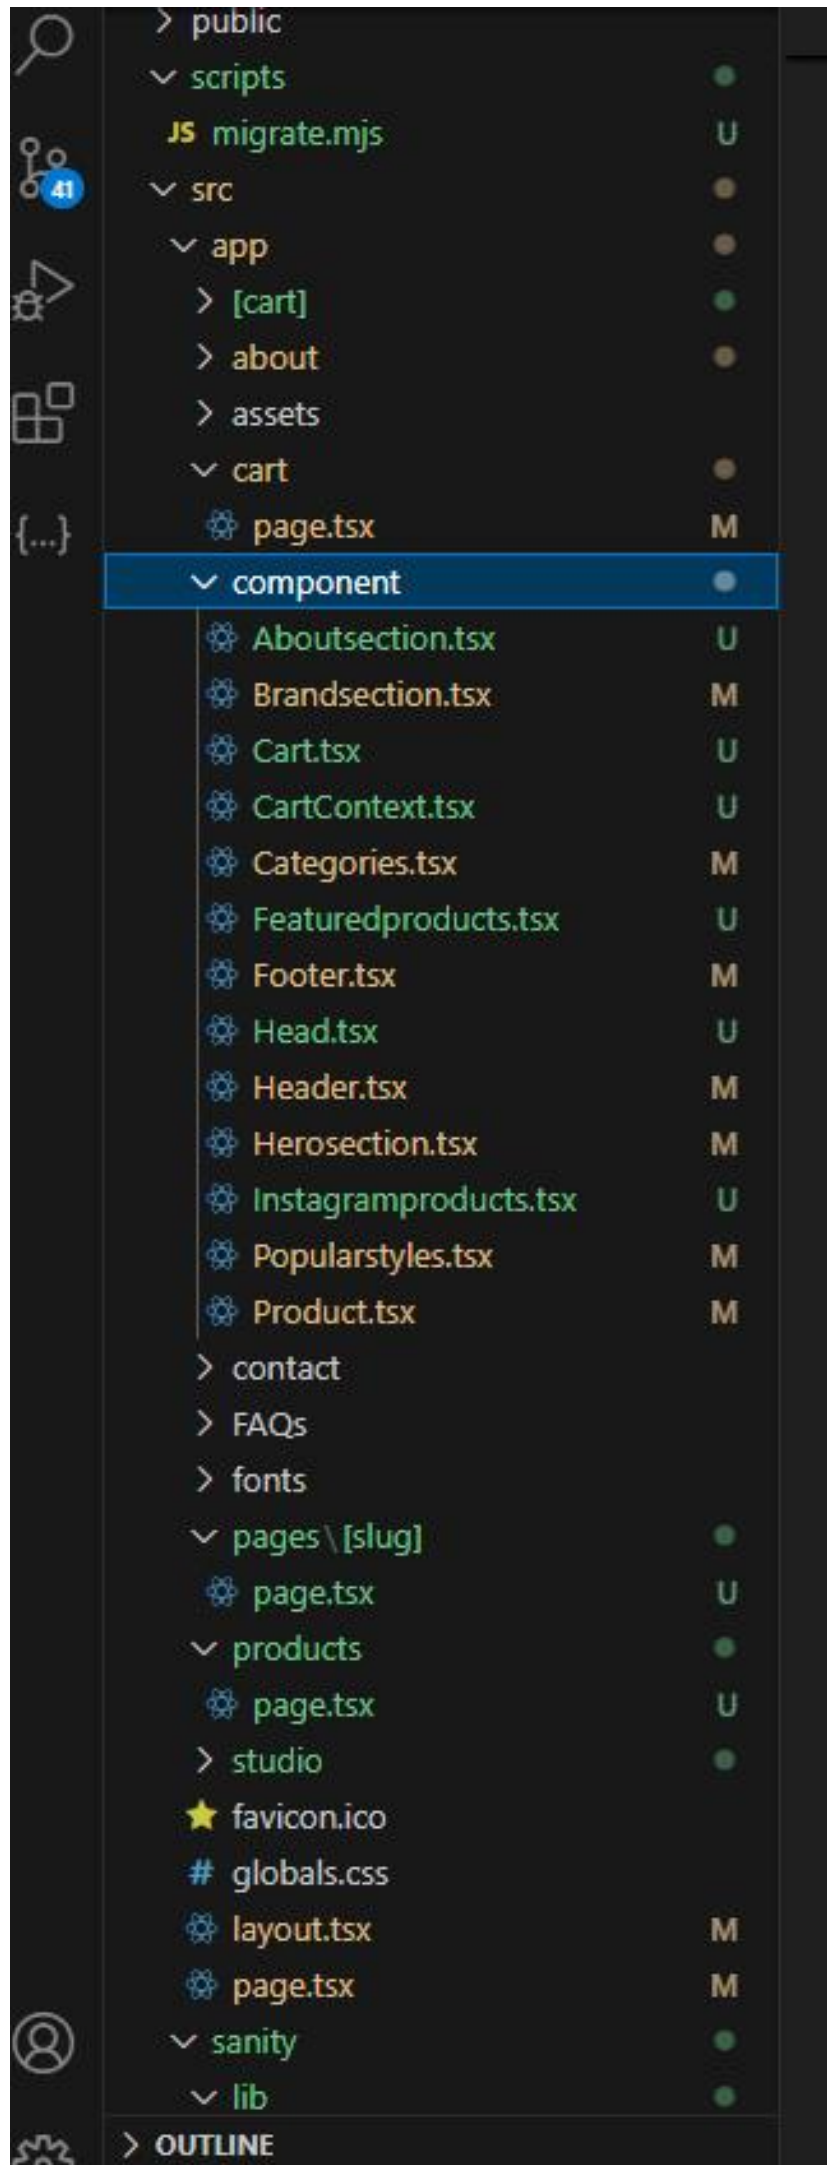 public
scripts
JS migrate.mjs U
41
src
app
[cart]
about
assets
cart
{...}
page.tsx M
component
Aboutsection.tsx U
Brandsection.tsx M
Cart.tsx U
CartContext.tsx U
Categories.tsx M
Featuredproducts.tsx U
Footer.tsx M
Head.tsx U
Header.tsx M
Herosection.tsx M
Instagramproducts.tsx U
Popularstyles.tsx M
Product.tsx M
contact
FAQs
fonts
pages\[slug]
page.tsx U
products
page.tsx U
studio
favicon.ico
# globals.css
layout.tsx M
page.tsx M
sanity
lib
OUTLINE